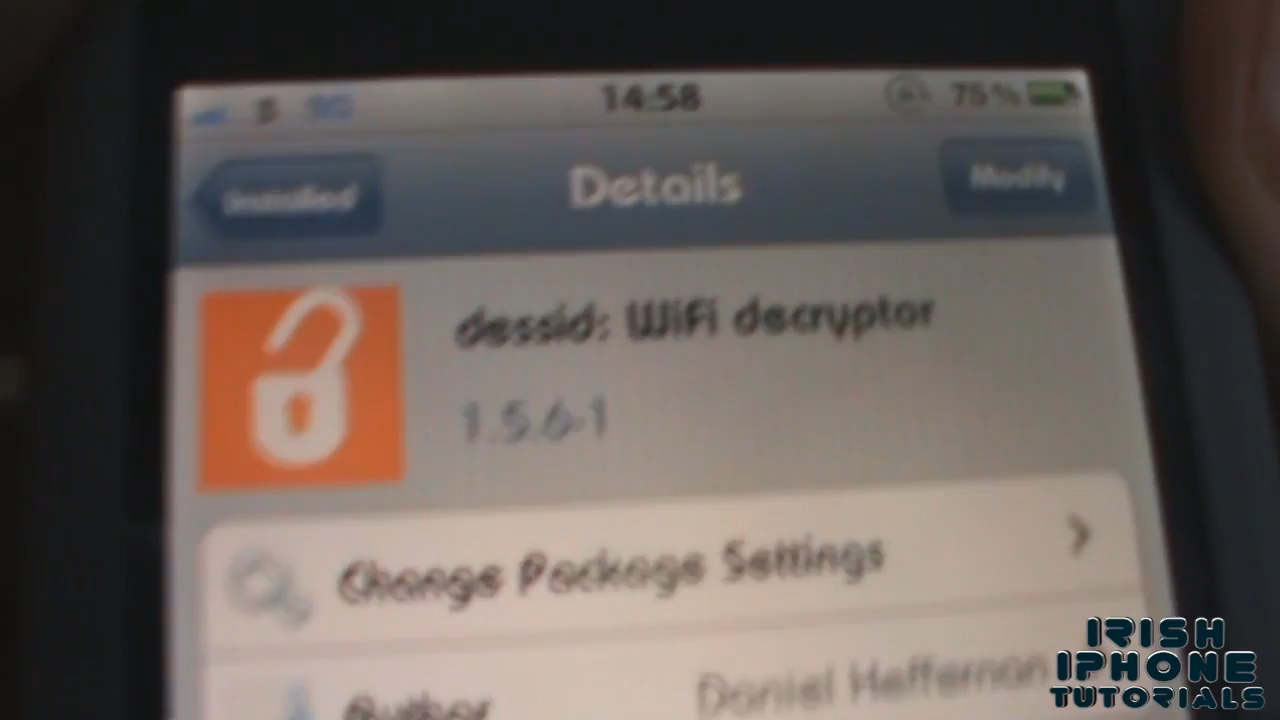 14:58
75%
Installed
Details
Modify
dessid: WiFi decryptor
1.5.6-1
Change Package Settings
Author
Daniel Heffernan
IRISH
IPHONE
TUTORIALS